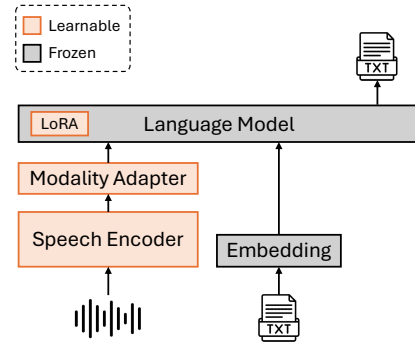 Learnable
Frozen
TXT
LoRA
Language Model
Modality Adapter
Speech Encoder
Embedding
TXT